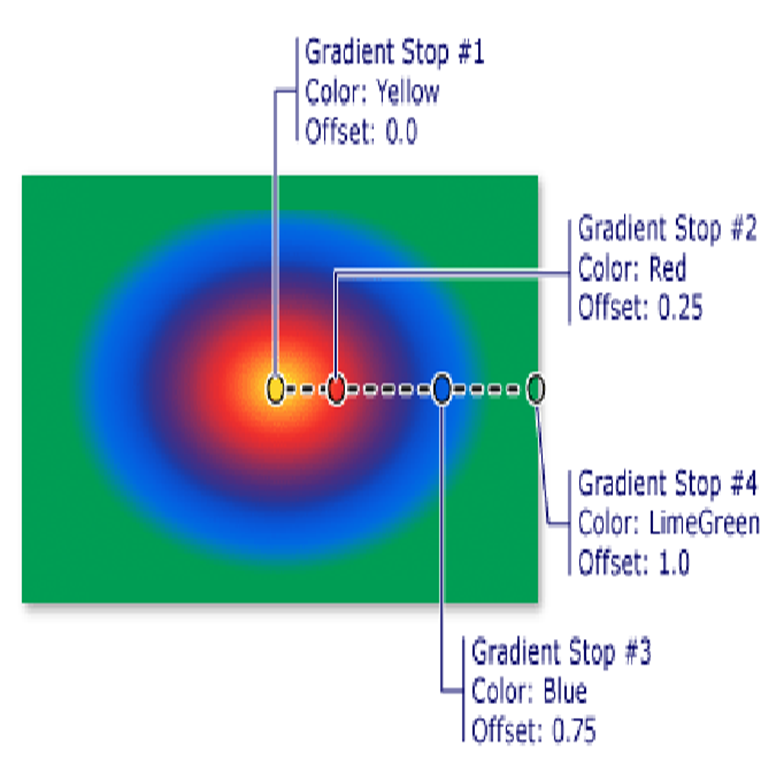 Gradient Stop #1
Color: Yellow
Offset: 0.0
Gradient Stop #2
Color: Red
Offset: 0.25
Gradient Stop #4
Color: LimeGreen
Offset: 1.0
Gradient Stop #3
Color: Blue
Offset: 0.75